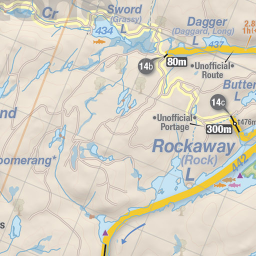 Cr
Sword
(Grassy)
L
434
Dagger
(Daggard, Long)
L
437
14b
80m
*Unofficial*
Route
Butter
14c
*Unofficial*
Portage
300m
1476m
nd
Rockaway
(Rock)
L
442
oomerang*